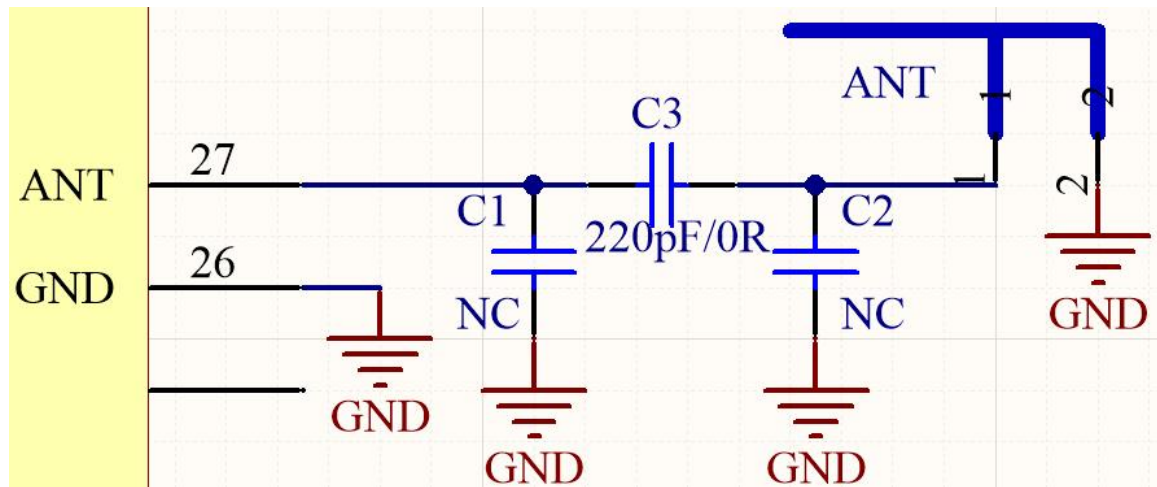 ANT
C3
1
2
ANT
27
1
2
C1
220pF/0R
C2
GND
26
NC
NC
GND
GND
GND
GND